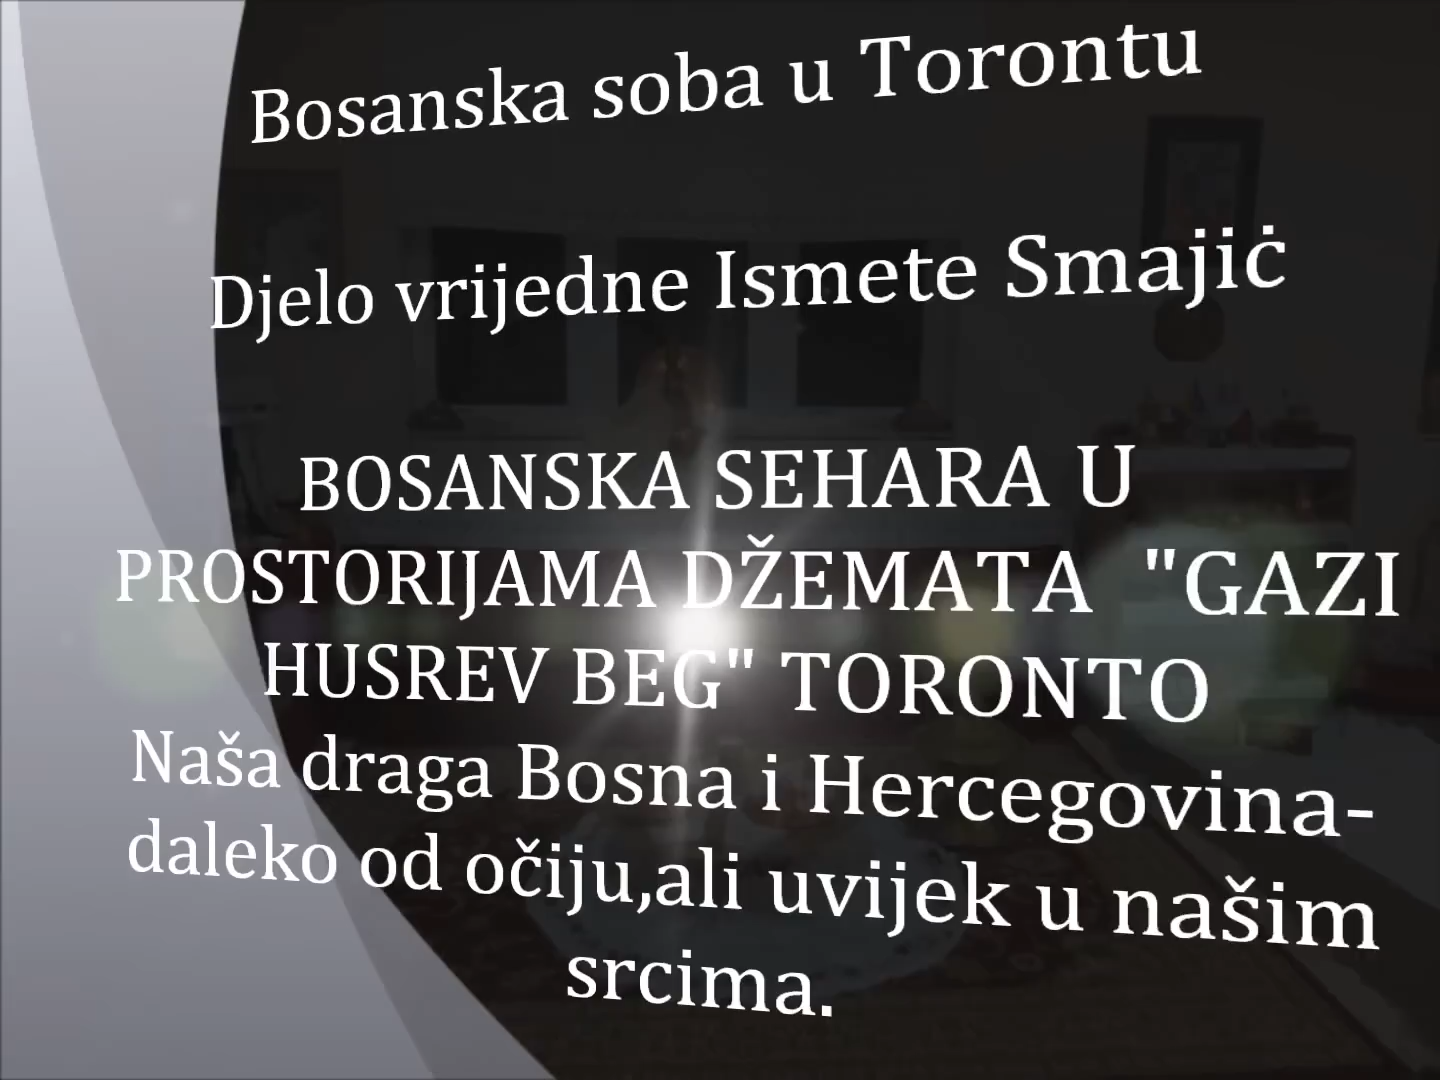 Bosanska soba u Torontu
Djelo vrijedne Ismete Smajiċ
BOSANSKA SEHARA U
PROSTORIJAMA DŽEMATA "GAZI
HUSREV BEG" TORONTO
Naša draga Bosna i Hercegovina-
daleko od očiju,ali uvijek u našim
srcima.